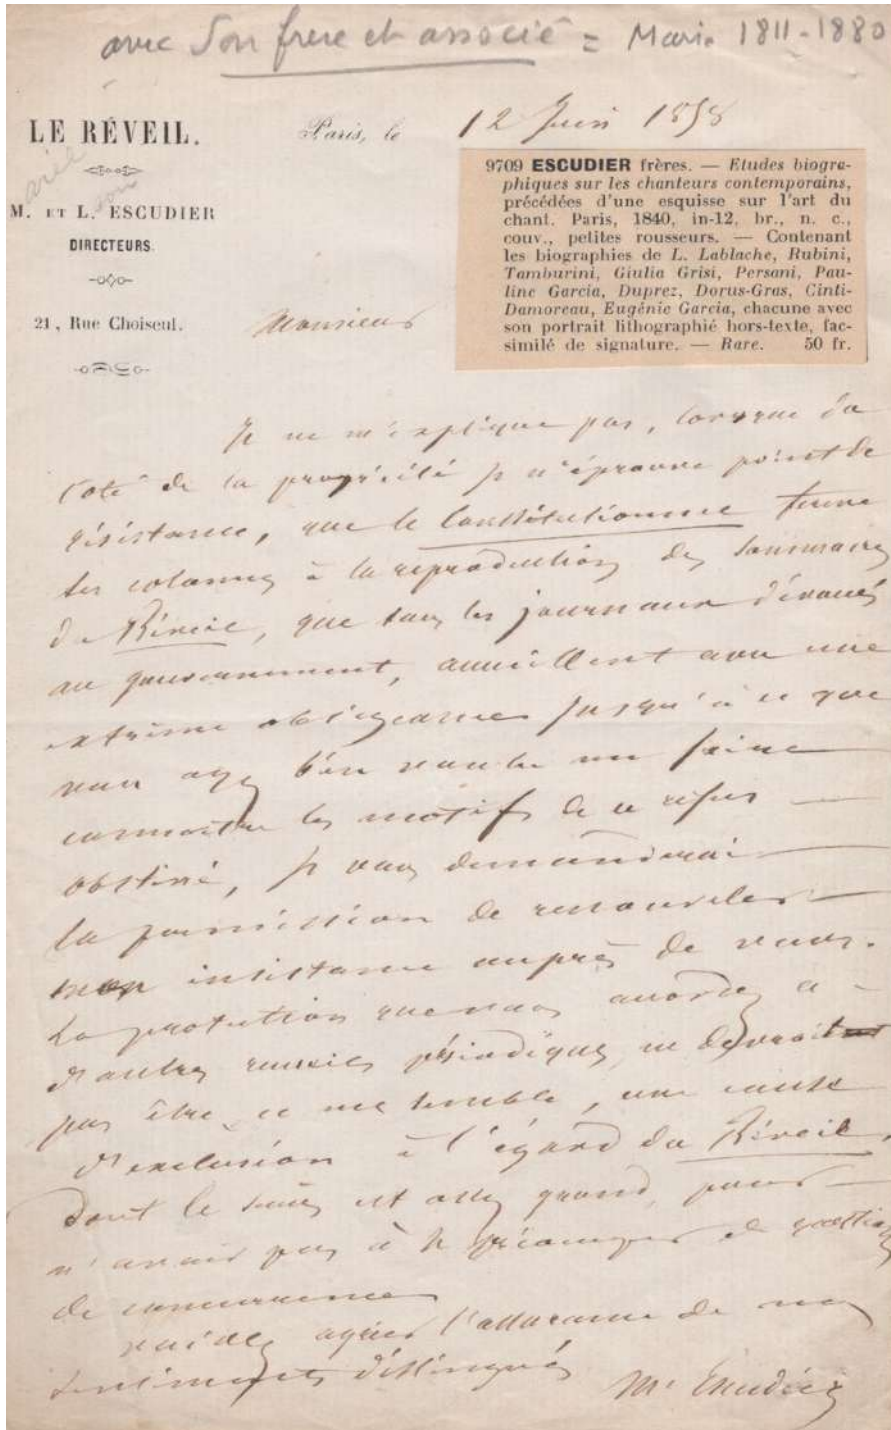 avec Son frere et associé = Marie 1811-1880
LE RÉVEIL.
Paris, le 12 Juin 1858
M. ET L. ESCUDIER
DIRECTEURS.
21, Rue Choiseul.
9709 ESCUDIER frères. — Etudes biogra-
phiques sur les chanteurs contemporains,
précédées d'une esquisse sur l'art du
chant. Paris, 1840, in-12, br., n. c.,
couv., petites rousseurs. — Contenant
les biographies de L. Lablache, Rubini,
Tamburini, Giulia Grisi, Persani, Pau-
line Garcia, Duprez, Dorus-Gras, Cinti-
Damoreau, Eugénie Garcia, chacune avec
son portrait lithographié hors-texte, fac-
similé de signature. — Rare. 50 fr.
Monsieur
Je ne m'explique pas, lorsque du
côté de la propriété je n'éprouve point de
résistance, que le Constitutionnel ferme
ses colonnes à la reproduction des sommaires
du Réveil, que tous les journaux dévoués
au gouvernement, accueillent avec une
extrême obligeance jusqu'à ce que
vous ayez bien voulu me faire
connaitre les motifs de ce refus
obstiné, je vous demanderai
la permission de renouveler
mon insistance auprès de vous.
La protection que vous accordez a
d'autres recueils périodiques, ne devrait
pas être, ce me semble, une cause
d'exclusion à l'égard du Réveil,
dont le succès est assez grand, pour
n'avoir pas à se préoccuper de question
de concurrence
veuillez agréer l'assurance de mes
sentiments distingués
M. Escudier